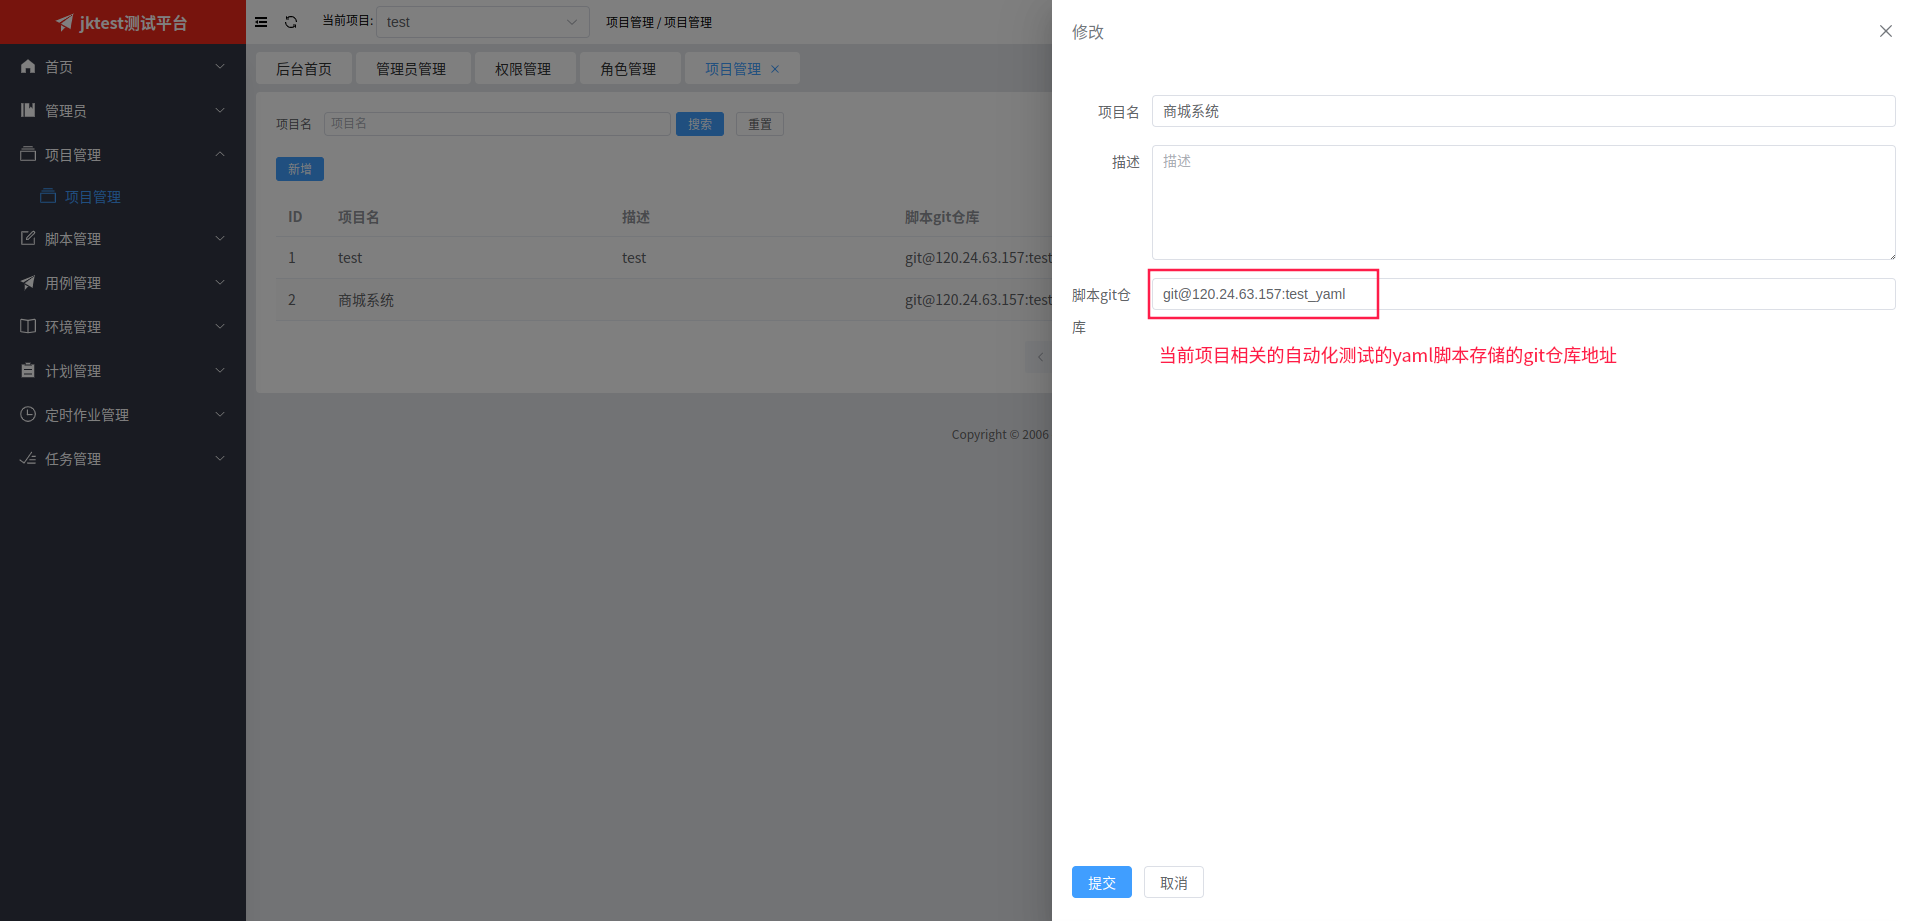 jktest测试平台
首页
管理员
项目管理
项目管理
脚本管理
用例管理
环境管理
计划管理
定时作业管理
任务管理
当前项目:
test
项目管理 / 项目管理
后台首页
管理员管理
权限管理
角色管理
项目管理
项目名
项目名
搜索
重置
新增
ID 项目名 描述 脚本git仓库
1 test test git@120.24.63.157:test
2 商城系统 git@120.24.63.157:test
Copyright © 2006
修改
项目名
商城系统
描述
描述
脚本git仓
库
git@120.24.63.157:test_yaml
当前项目相关的自动化测试的yaml脚本存储的git仓库地址
提交
取消